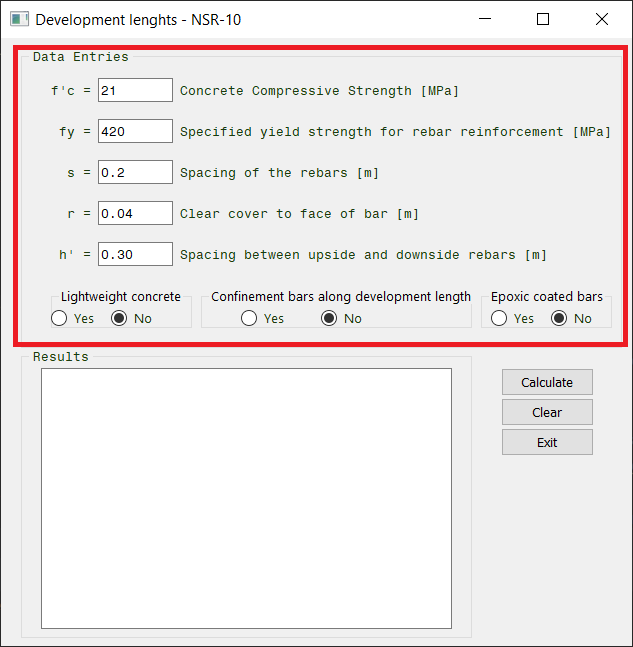 Development lenghts - NSR-10
Data Entries
f'c = 21 Concrete Compressive Strength [MPa]
fy = 420 Specified yield strength for rebar reinforcement [MPa]
s = 0.2 Spacing of the rebars [m]
r = 0.04 Clear cover to face of bar [m]
h' = 0.30 Spacing between upside and downside rebars [m]
Lightweight concrete Confinement bars along development length Epoxic coated bars
Yes No Yes No Yes No
Results
Calculate
Clear
Exit